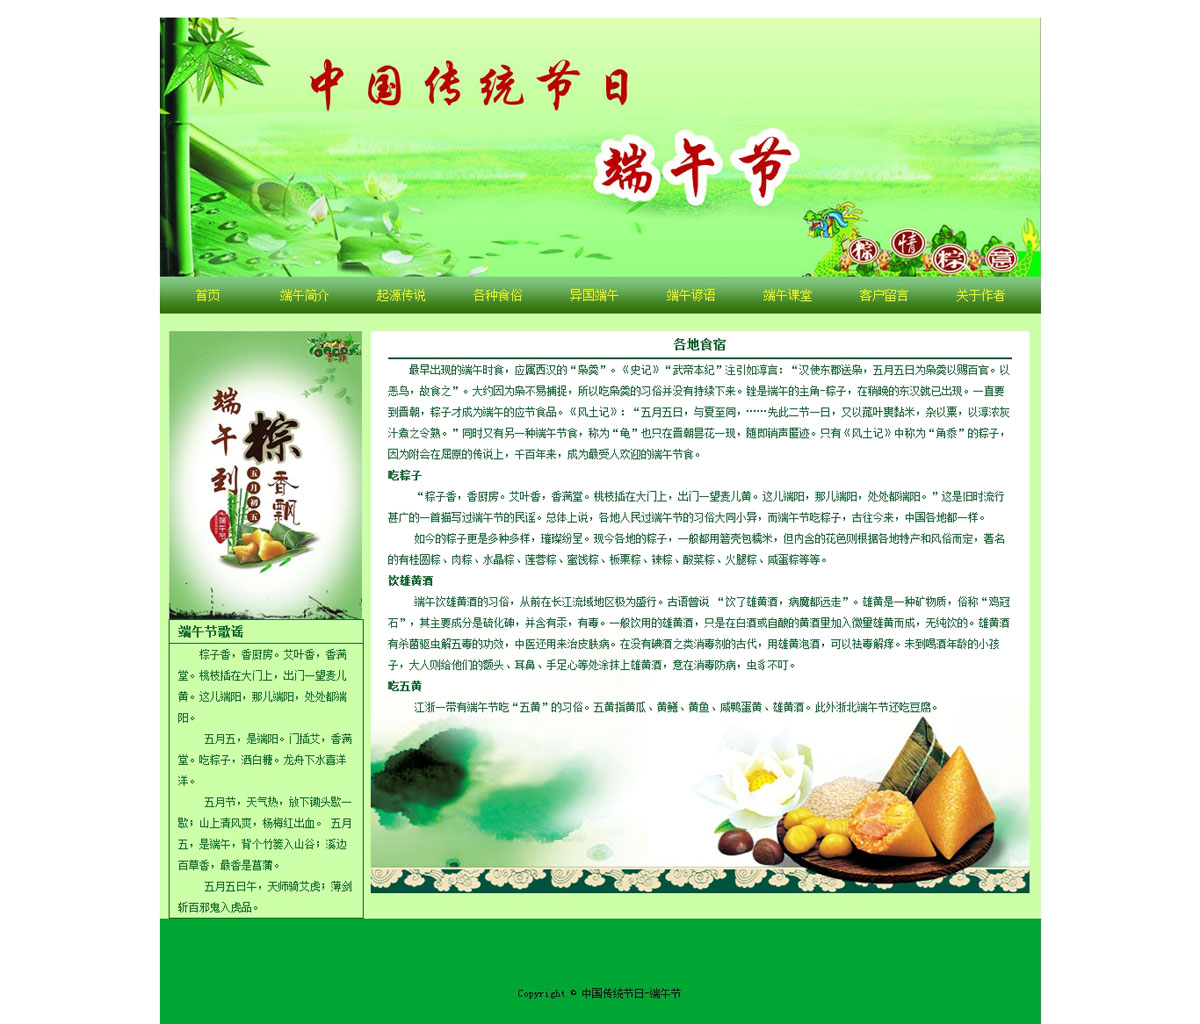 中国传统节日
端午节
粽情粽意
首页 端午简介 起源传说 各种食俗 异国端午 端午谚语 端午课堂 客户留言 关于作者
端午到
粽香飘
五月初五
端午节
端午节歌谣
粽子香，香厨房。艾叶香，香满
堂。桃枝插在大门上，出门一望麦儿
黄。这儿端阳，那儿端阳，处处都端
阳。
五月五，是端阳。门插艾，香满
堂。吃粽子，洒白糖。龙舟下水喜洋
洋。
五月节，天气热，放下锄头歇一
歇；山上清风爽，杨梅红出血。 五月
五，是端午，背个竹篓入山谷；溪边
百草香，最香是菖蒲。
五月五日午，天师骑艾虎；薄剑
斩百邪鬼入虎品。
各地食宿
最早出现的端午时食，应属西汉的“枭羹”。《史记》“武帝本纪”注引如淳言：“汉使东郡送枭，五月五日为枭羹以赐百官。以
恶鸟，故食之”。大约因为枭不易捕捉，所以吃枭羹的习俗并没有持续下来。铿是端午的主角-粽子，在稍晚的东汉就已出现。一直要
到晋朝，粽子才成为端午的应节食品。《风土记》：“五月五日，与夏至同，……先此二节一日，又以菰叶裹黏米，杂以粟，以淳浓灰
汁煮之令熟。”同时又有另一种端午节食，称为“龟”也只在晋朝昙花一现，随即销声匿迹。只有《风土记》中称为“角黍”的粽子，
因为附会在屈原的传说上，千百年来，成为最受人欢迎的端午节食。
吃粽子
“粽子香，香厨房。艾叶香，香满堂。桃枝插在大门上，出门一望麦儿黄。这儿端阳，那儿端阳，处处都端阳。”这是旧时流行
甚广的一首描写过端午节的民谣。总体上说，各地人民过端午节的习俗大同小异，而端午节吃粽子，古往今来，中国各地都一样。
如今的粽子更是多种多样，璀璨纷呈。现今各地的粽子，一般都用箬壳包糯米，但内含的花色则根据各地特产和风俗而定，著名
的有桂圆粽、肉粽、水晶粽、莲蓉粽、蜜饯粽、板栗粽、辣粽、酸菜粽、火腿粽、咸蛋粽等等。
饮雄黄酒
端午饮雄黄酒的习俗，从前在长江流域地区极为盛行。古语曾说 “饮了雄黄酒，病魔都远走”。雄黄是一种矿物质，俗称“鸡冠
石”，其主要成分是硫化砷，并含有汞，有毒。一般饮用的雄黄酒，只是在白酒或自酿的黄酒里加入微量雄黄而成，无纯饮的。雄黄酒
有杀菌驱虫解五毒的功效，中医还用来治皮肤病。在没有碘酒之类消毒剂的古代，用雄黄泡酒，可以祛毒解痒。未到喝酒年龄的小孩
子，大人则给他们的额头、耳鼻、手足心等处涂抹上雄黄酒，意在消毒防病，虫豸不叮。
吃五黄
江浙一带有端午节吃“五黄”的习俗。五黄指黄瓜、黄鳝、黄鱼、咸鸭蛋黄、雄黄酒。此外浙北端午节还吃豆腐。
Copyright © 中国传统节日-端午节